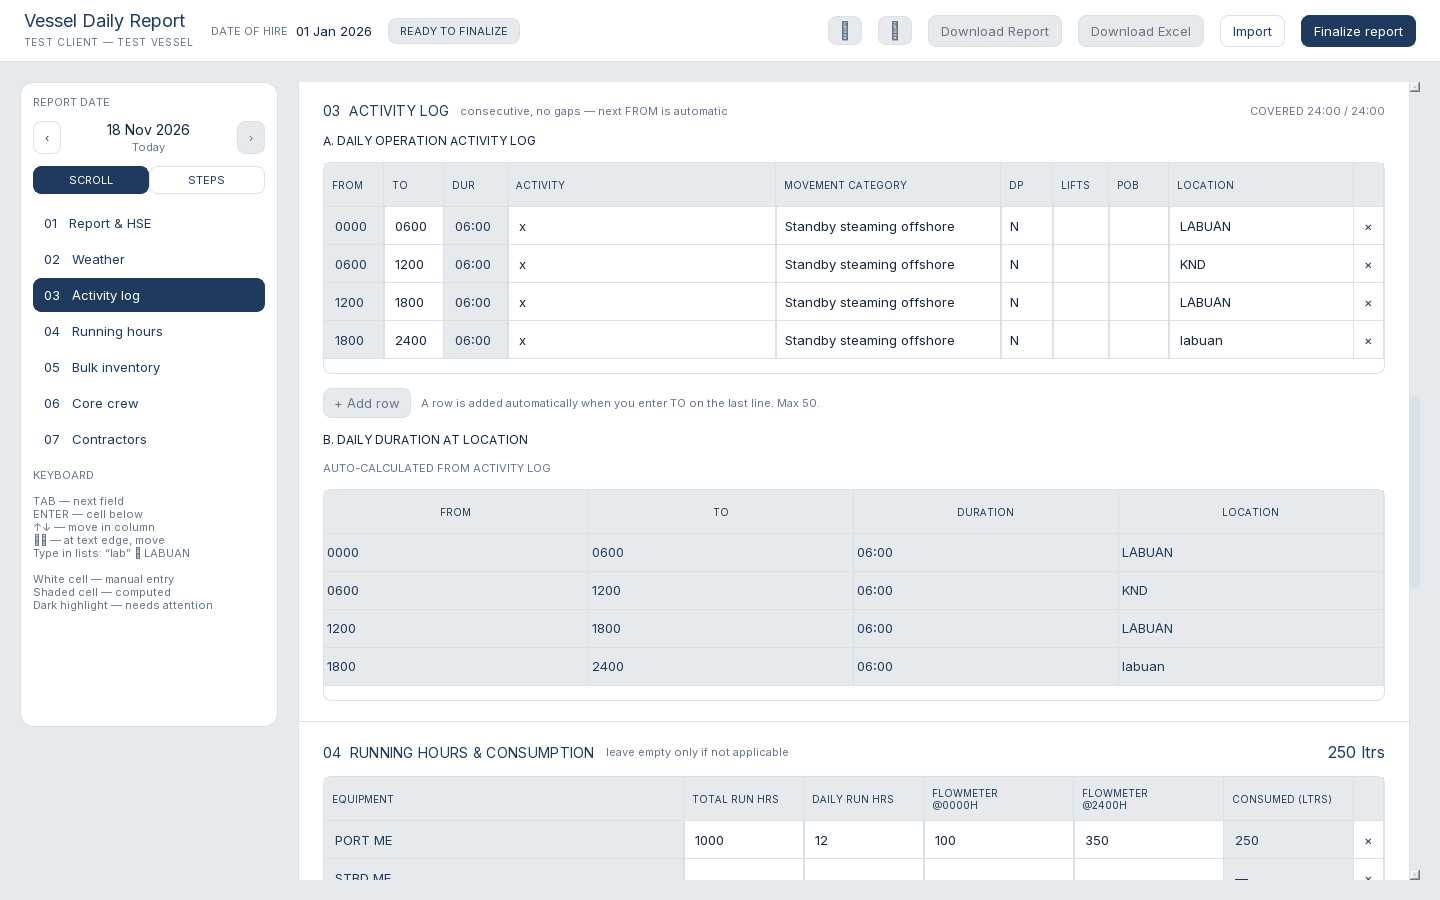 Vessel Daily Report
TEST CLIENT — TEST VESSEL
DATE OF HIRE 01 Jan 2026
READY TO FINALIZE
Download Report
Download Excel
Import
Finalize report
REPORT DATE
‹
18 Nov 2026
Today
›
SCROLL
STEPS
01 Report & HSE
02 Weather
03 Activity log
04 Running hours
05 Bulk inventory
06 Core crew
07 Contractors
KEYBOARD
TAB — next field
ENTER — cell below
↑↓ — move in column
— at text edge, move
Type in lists: “lab” LABUAN
White cell — manual entry
Shaded cell — computed
Dark highlight — needs attention
03 ACTIVITY LOG consecutive, no gaps — next FROM is automatic
COVERED 24:00 / 24:00
A. DAILY OPERATION ACTIVITY LOG
FROM TO DUR ACTIVITY MOVEMENT CATEGORY DP LIFTS POB LOCATION
0000 0600 06:00 x Standby steaming offshore N LABUAN ×
0600 1200 06:00 x Standby steaming offshore N KND ×
1200 1800 06:00 x Standby steaming offshore N LABUAN ×
1800 2400 06:00 x Standby steaming offshore N labuan ×
+ Add row A row is added automatically when you enter TO on the last line. Max 50.
B. DAILY DURATION AT LOCATION
AUTO-CALCULATED FROM ACTIVITY LOG
FROM TO DURATION LOCATION
0000 0600 06:00 LABUAN
0600 1200 06:00 KND
1200 1800 06:00 LABUAN
1800 2400 06:00 labuan
04 RUNNING HOURS & CONSUMPTION leave empty only if not applicable
250 ltrs
EQUIPMENT TOTAL RUN HRS DAILY RUN HRS FLOWMETER @0000H FLOWMETER @2400H CONSUMED (LTRS)
PORT ME 1000 12 100 350 250 ×
STBD ME — ×